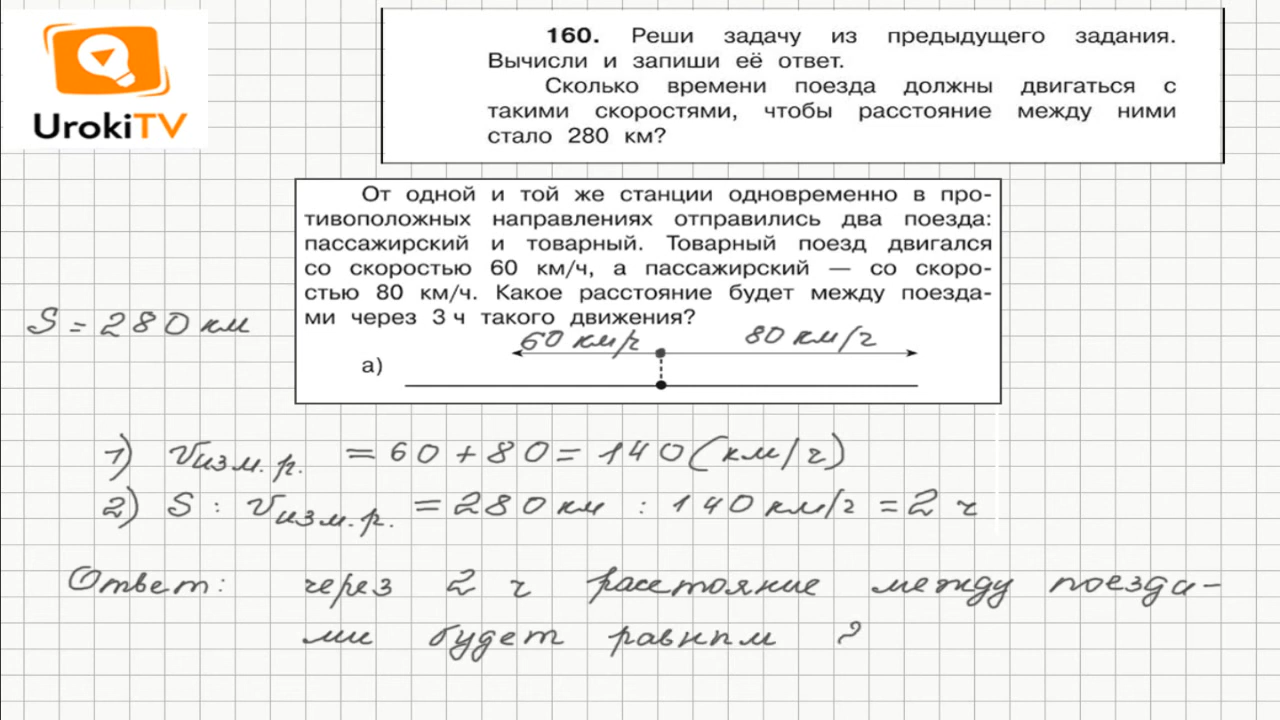 UrokiTV
160. Реши задачу из предыдущего задания.
Вычисли и запиши её ответ.
Сколько времени поезда должны двигаться с
такими скоростями, чтобы расстояние между ними
стало 280 км?
От одной и той же станции одновременно в про-
тивоположных направлениях отправились два поезда:
пассажирский и товарный. Товарный поезд двигался
со скоростью 60 км/ч, а пассажирский — со скоро-
стью 80 км/ч. Какое расстояние будет между поезда-
ми через 3 ч такого движения?
S = 280 км
60 км/ч 80 км/ч
а)
1) vизм.р. = 60 + 80 = 140 (км/ч)
2) S : vизм.р. = 280 км : 140 км/ч = 2 ч
Ответ: через 2 ч расстояние между поезда-
ми будет равным 2